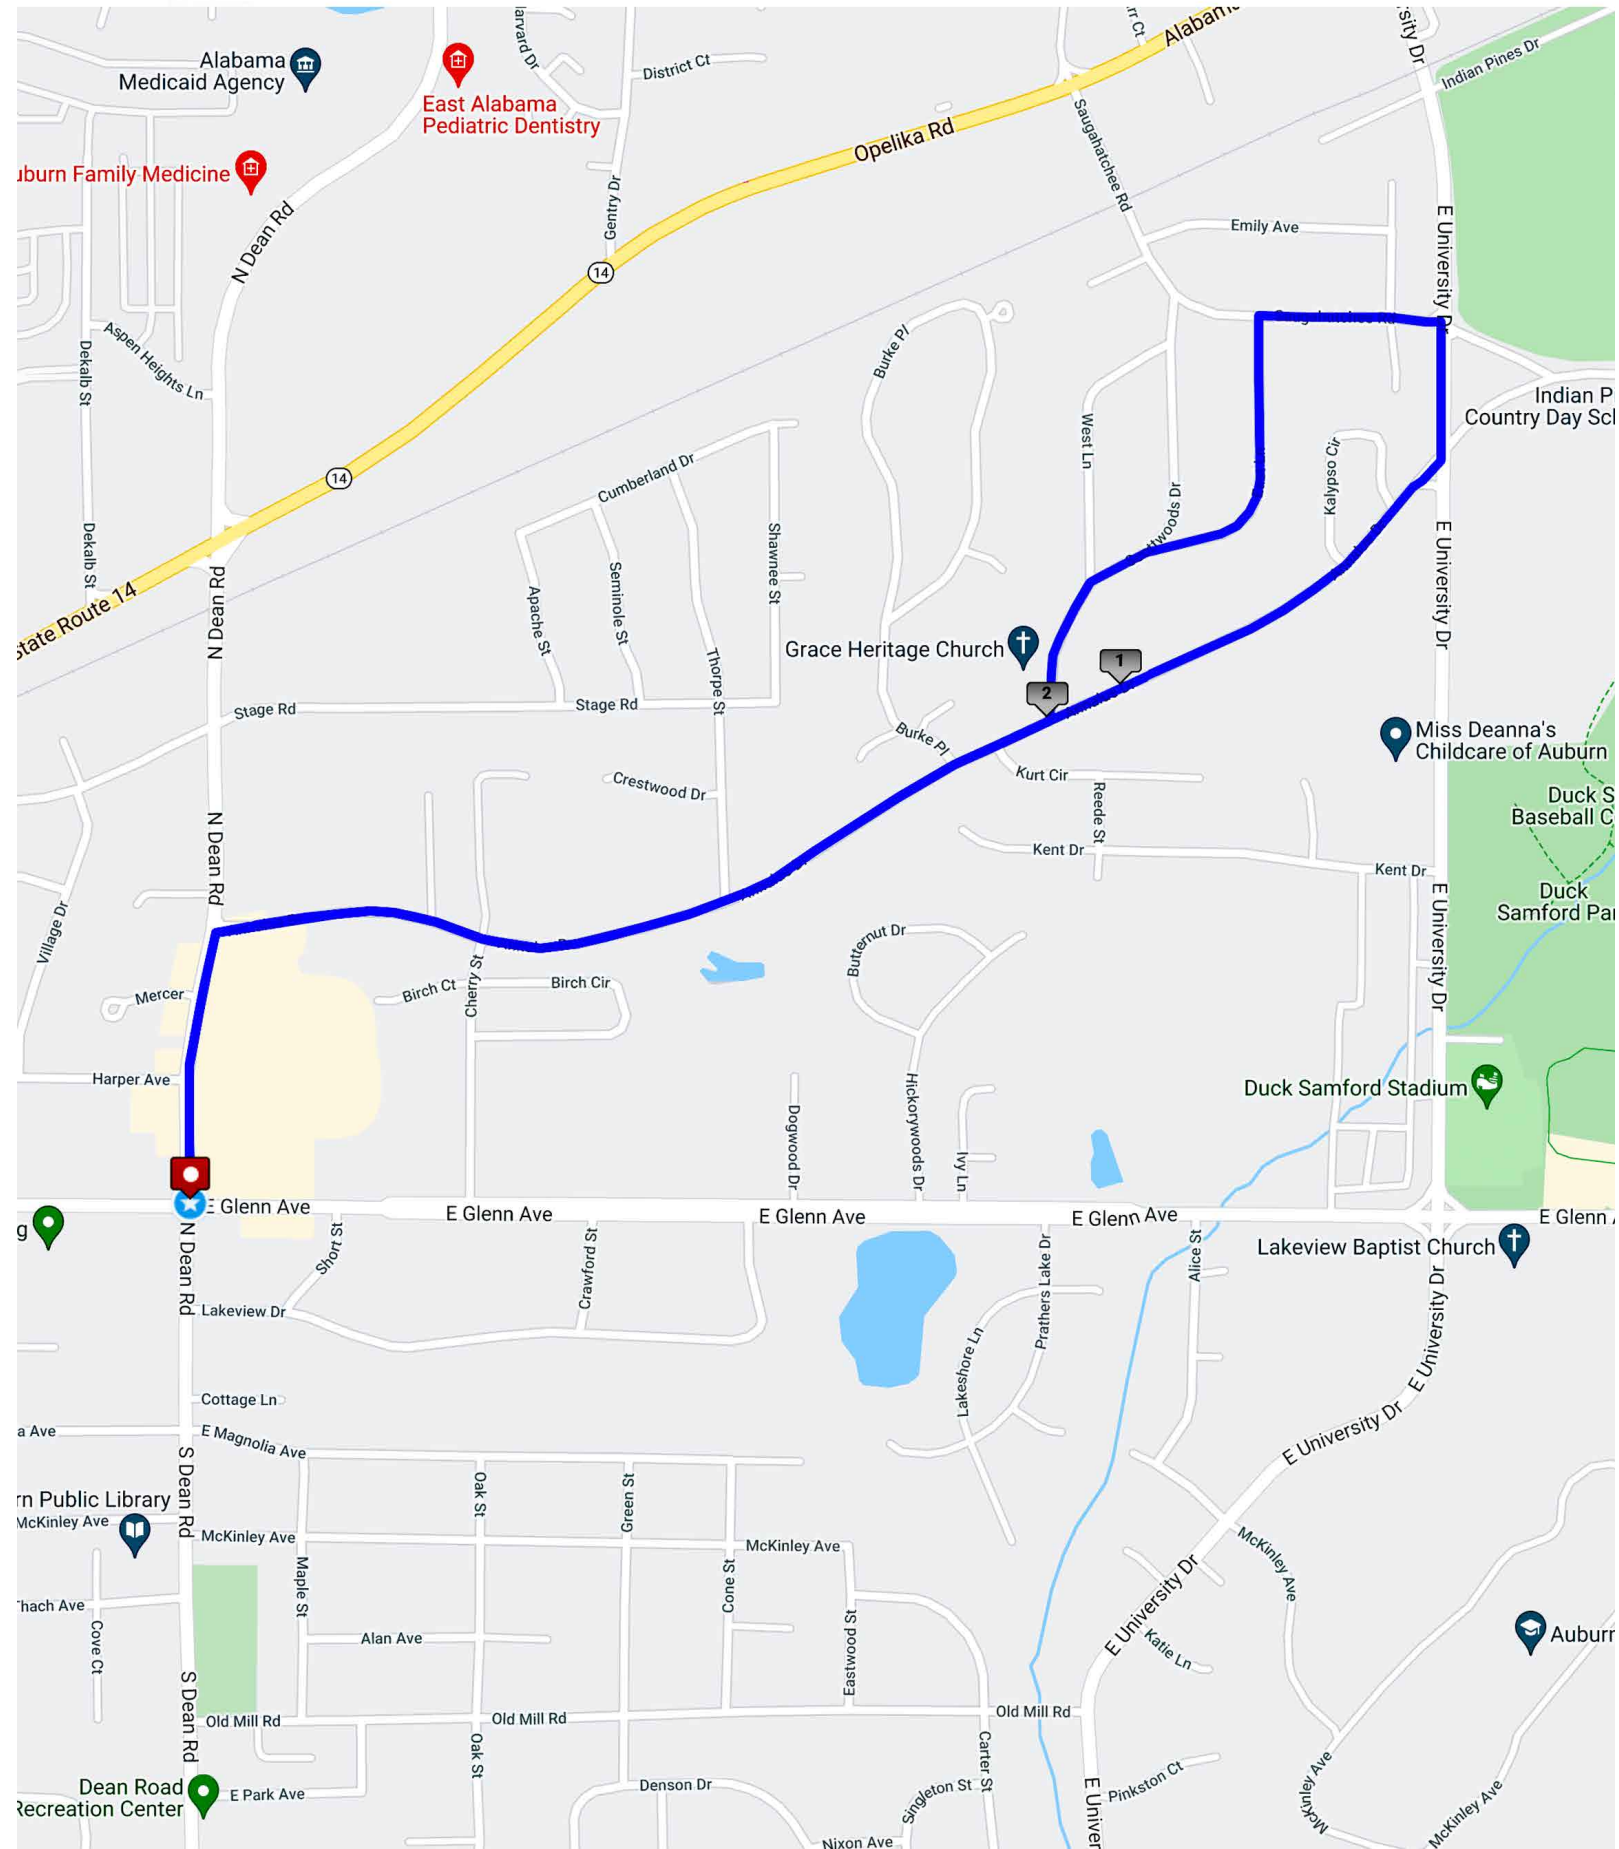 Alabama
Medicaid Agency
East Alabama
Pediatric Dentistry
arvard Dr
District Ct
rr Ct
Alabama
rsity Dr
Indian Pines Dr
uburn Family Medicine
Opelika Rd
Saugahatchee Rd
N Dean Rd
Gentry Dr
Emily Ave
E University Dr
14
Aspen Heights Ln
Dekalb St
Burke Pl
Saugahatchee Rd
Indian P
Country Day Sch
West Ln
Kalypso Cir
14
Cumberland Dr
Dekalb St
State Route 14
N Dean Rd
Apache St
Seminole St
Shawnee St
Thorpe St
E University Dr
Grace Heritage Church
1
2
Stage Rd
Stage Rd
Burke Pl
Kurt Cir
Reede St
Miss Deanna's
Childcare of Auburn
Crestwood Dr
Duck S
Baseball C
N Dean Rd
Kent Dr
Kent Dr
Duck
Samford Par
E University Dr
Village Dr
Butternut Dr
Mercer
Birch Ct
Cherry St
Birch Cir
Harper Ave
Dogwood Dr
Hickorywoods Dr
Ivy Ln
Duck Samford Stadium
E Glenn Ave
E Glenn Ave
E Glenn Ave
E Glenn Ave
E Glenn A
g
N Dean Rd
Short St
Crawford St
Prathers Lake Dr
Alice St
Lakeview Baptist Church
Lakeview Dr
Lakeshore Ln
E University Dr
Cottage Ln
a Ave
E Magnolia Ave
E University Dr
S Dean Rd
rn Public Library
McKinley Ave
McKinley Ave
Oak St
Green St
McKinley Ave
McKinley Ave
Maple St
Cone St
Thach Ave
Cove Ct
Alan Ave
Eastwood St
E University Dr
Katie Ln
Auburn
S Dean Rd
Old Mill Rd
Old Mill Rd
Old Mill Rd
Oak St
Carter St
Dean Road
Recreation Center
E Park Ave
Denson Dr
Singleton St
Pinkston Ct
E Univer
McKinley Ave
McKinley Ave
Nixon Ave